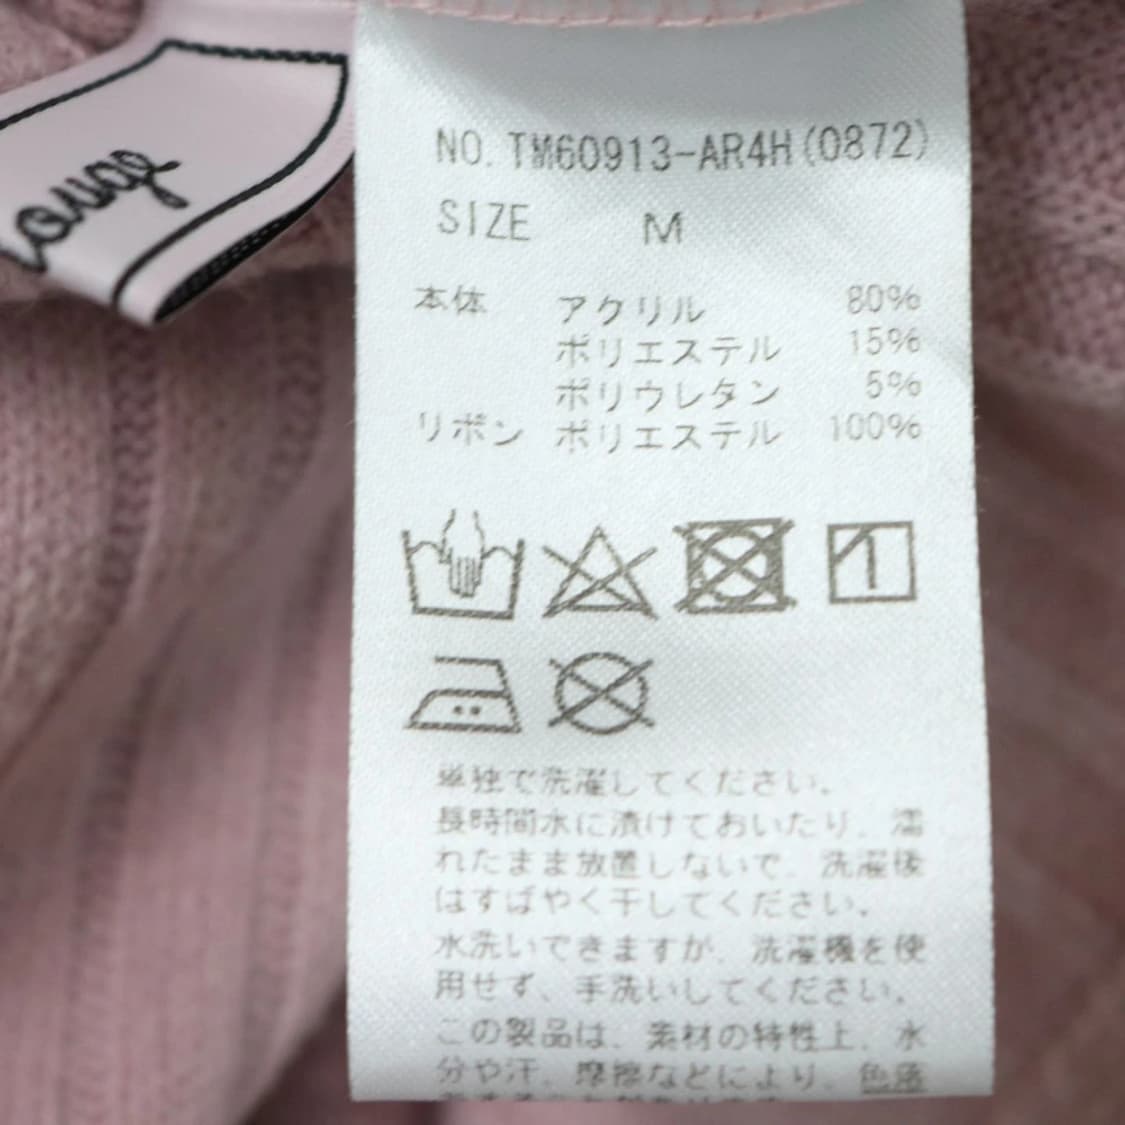 rouge
NO. TM60913-AR4H(0872)
SIZE M
本体 アクリル 80%
ポリエステル 15%
ポリウレタン 5%
リボン ポリエステル 100%
単独で洗濯してください。
長時間水に漬けておいたり、濡
れたまま放置しないで、洗濯後
はすばやく干してください。
水洗いできますが、洗濯機を使
用せず、手洗いしてください。
この製品は、素材の特性上、水
分や汗、摩擦などにより、色落